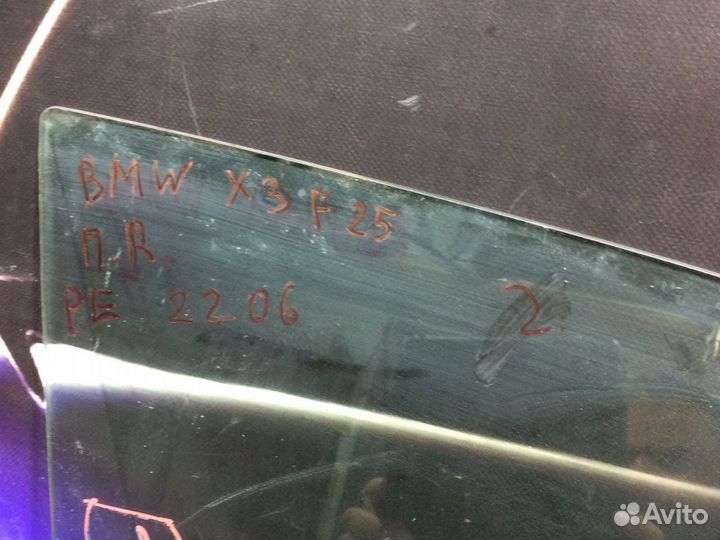 BMW X3 F25
П.R.
PE 2206
2.
Avito